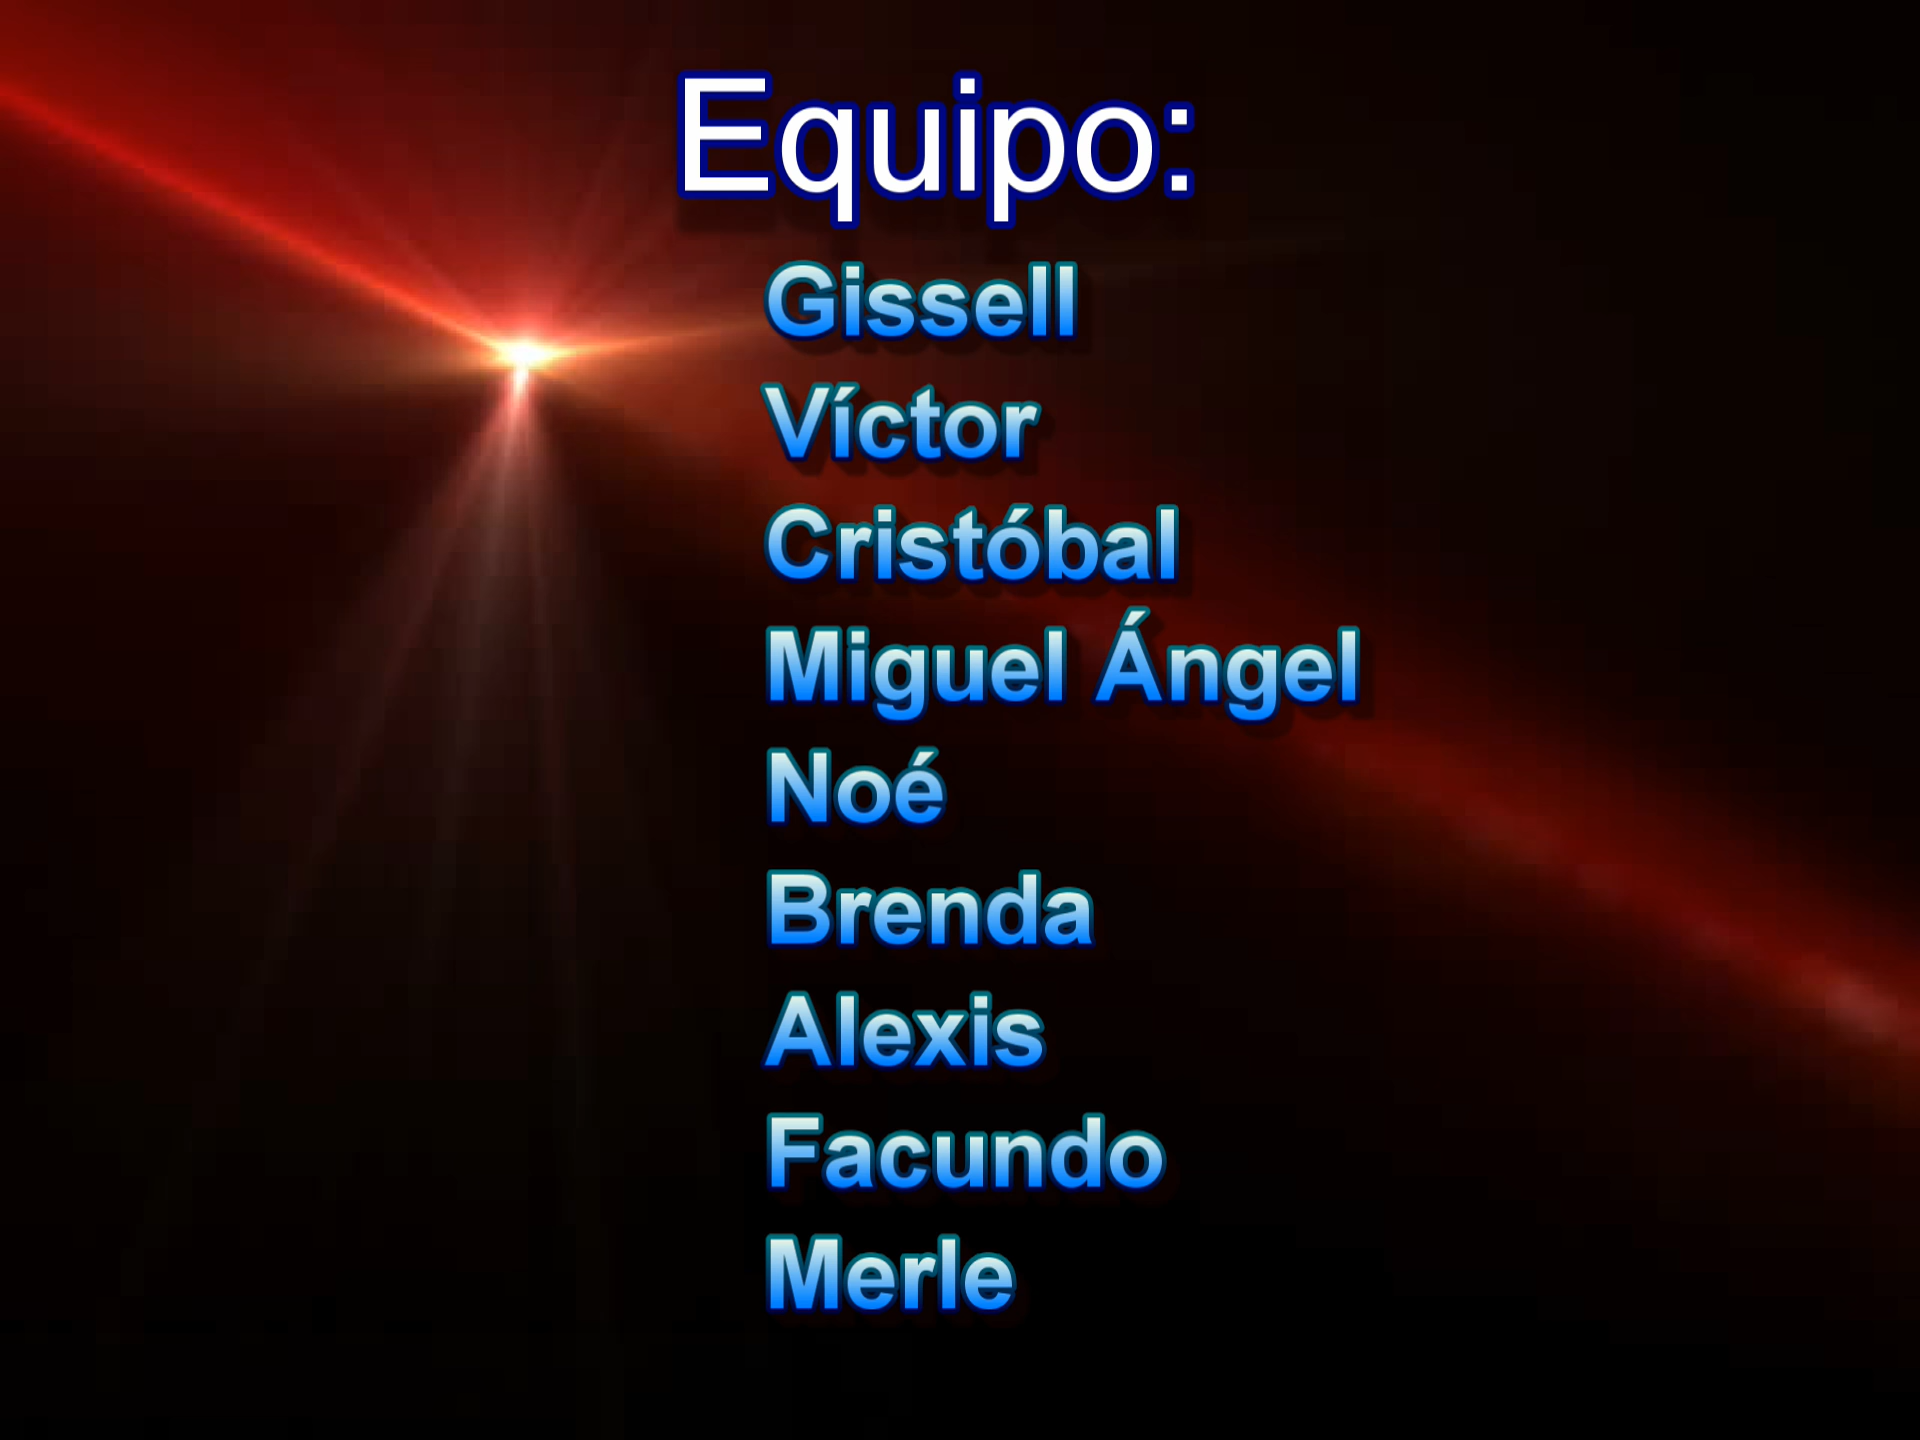 Equipo:
Gissell
Víctor
Cristóbal
Miguel Ángel
Noé
Brenda
Alexis
Facundo
Merle